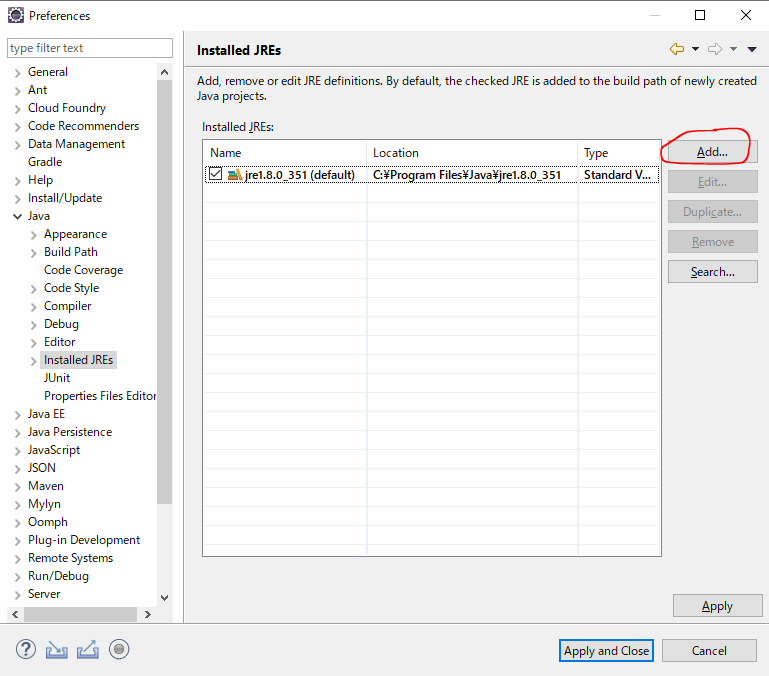 Preferences
type filter text
General
Ant
Cloud Foundry
Code Recommenders
Data Management
Gradle
Help
Install/Update
Java
Appearance
Build Path
Code Coverage
Code Style
Compiler
Debug
Editor
Installed JREs
JUnit
Properties Files Editor
Java EE
Java Persistence
JavaScript
JSON
Maven
Mylyn
Oomph
Plug-in Development
Remote Systems
Run/Debug
Server
Installed JREs
Add, remove or edit JRE definitions. By default, the checked JRE is added to the build path of newly created
Java projects.
Installed JREs:
Name Location Type
jre1.8.0_351 (default) C:¥Program Files¥Java¥jre1.8.0_351 Standard V...
Add...
Edit...
Duplicate...
Remove
Search...
Apply
Apply and Close Cancel